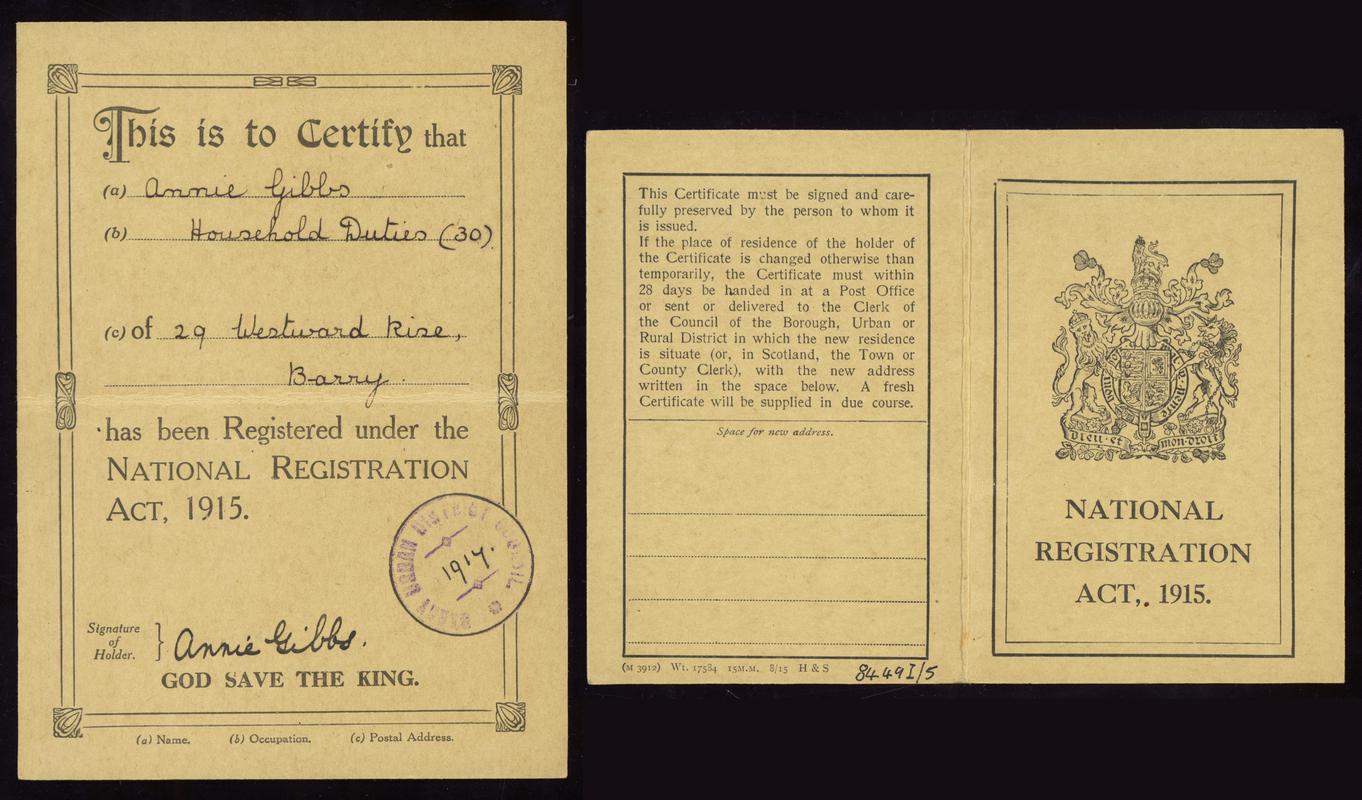 This is to Certify that
(a) Annie Gibbs
(b) Household Duties (30)
(c) of 29 Westward Rise,
Barry.
has been Registered under the
NATIONAL REGISTRATION
ACT, 1915.
BARRY URBAN DISTRICT COUNCIL
1917.
Signature
of
Holder. } Annie Gibbs.
GOD SAVE THE KING.
(a) Name. (b) Occupation. (c) Postal Address.
This Certificate must be signed and care-
fully preserved by the person to whom it
is issued.
If the place of residence of the holder of
the Certificate is changed otherwise than
temporarily, the Certificate must within
28 days be handed in at a Post Office
or sent or delivered to the Clerk of
the Council of the Borough, Urban or
Rural District in which the new residence
is situate (or, in Scotland, the Town or
County Clerk), with the new address
written in the space below. A fresh
Certificate will be supplied in due course.
Space for new address.
(M 3912) Wt. 17584 15M.M. 8/15 H & S 84.49I/5
Dieu et mon droit
NATIONAL
REGISTRATION
ACT, 1915.